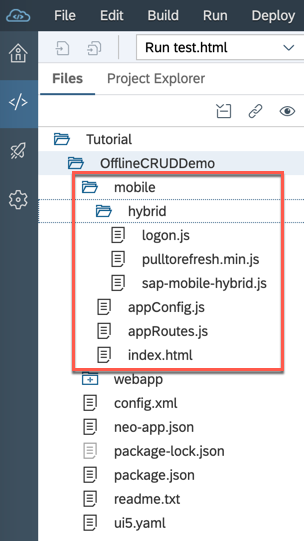 File Edit Build Run Deploy
Run test.html
Files Project Explorer
Tutorial
OfflineCRUDDemo
mobile
hybrid
logon.js
pulltorefresh.min.js
sap-mobile-hybrid.js
appConfig.js
appRoutes.js
index.html
webapp
config.xml
neo-app.json
package-lock.json
package.json
readme.txt
ui5.yaml